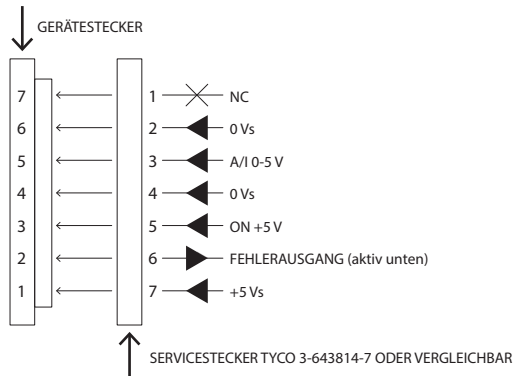 GERÄTESTECKER
7 1 NC
6 2 0 Vs
5 3 A/I 0-5 V
4 4 0 Vs
3 5 ON +5 V
2 6 FEHLERAUSGANG (aktiv unten)
1 7 +5 Vs
SERVICESTECKER TYCO 3-643814-7 ODER VERGLEICHBAR